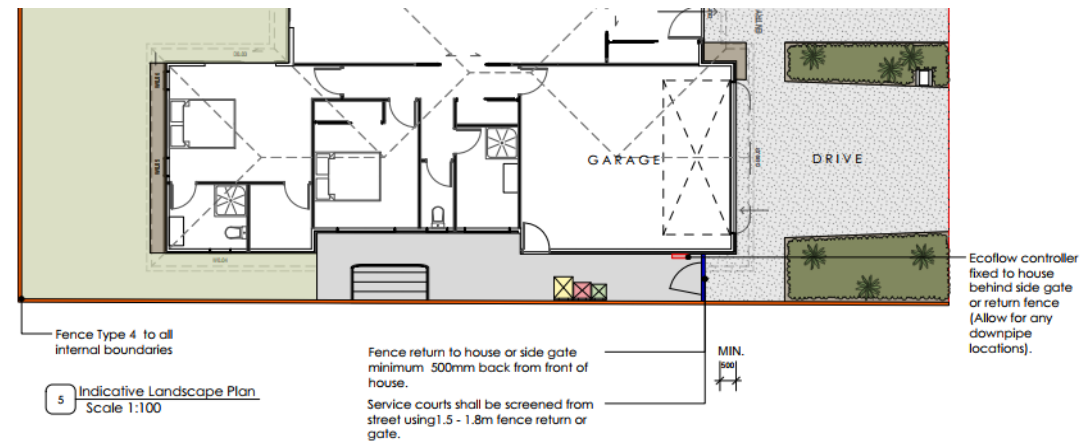 ENTRY
GARAGE
DRIVE
Ecoflow controller
fixed to house
behind side gate
or return fence
(Allow for any
downpipe
locations).
Fence Type 4 to all
internal boundaries
Fence return to house or side gate
minimum 500mm back from front of
house.
MIN.
500
5
Indicative Landscape Plan
Scale 1:100
Service courts shall be screened from
street using1.5 - 1.8m fence return or
gate.